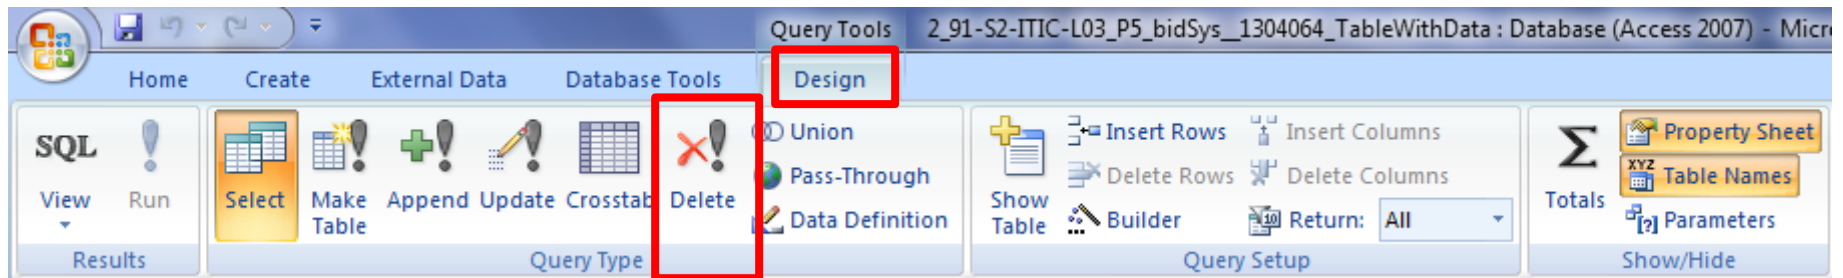 Query Tools 2_91-S2-ITIC-L03_P5_bidSys__1304064_TableWithData : Database (Access 2007) - Micr
Home Create External Data Database Tools Design
SQL
View
Run
Select
Make
Table
Append
Update
Crosstab
Delete
Union
Pass-Through
Data Definition
Show
Table
Insert Rows
Delete Rows
Builder
Insert Columns
Delete Columns
Return: All
Σ
Totals
Property Sheet
XYZ
Table Names
[?] Parameters
Results Query Type Query Setup Show/Hide